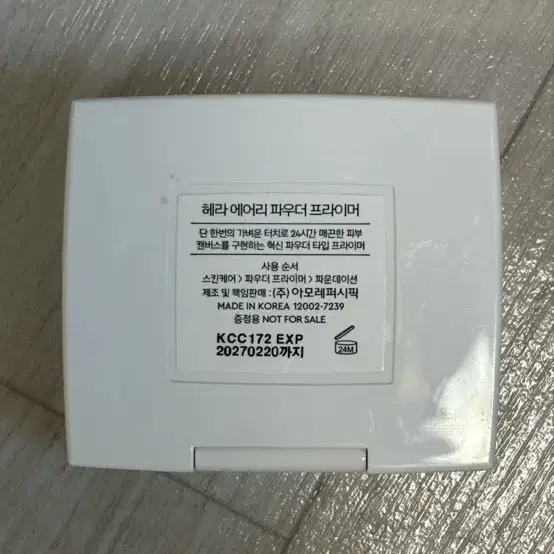 헤라 에어리 파우더 프라이머
단 한번의 가벼운 터치로 24시간 매끈한 피부
캔버스를 구현하는 혁신 파우더 타입 프라이머
사용 순서
스킨케어 > 파우더 프라이머 > 파운데이션
제조 및 책임판매 : (주) 아모레퍼시픽
MADE IN KOREA 12002-7239
증정용 NOT FOR SALE
KCC172 EXP
20270220까지
24M